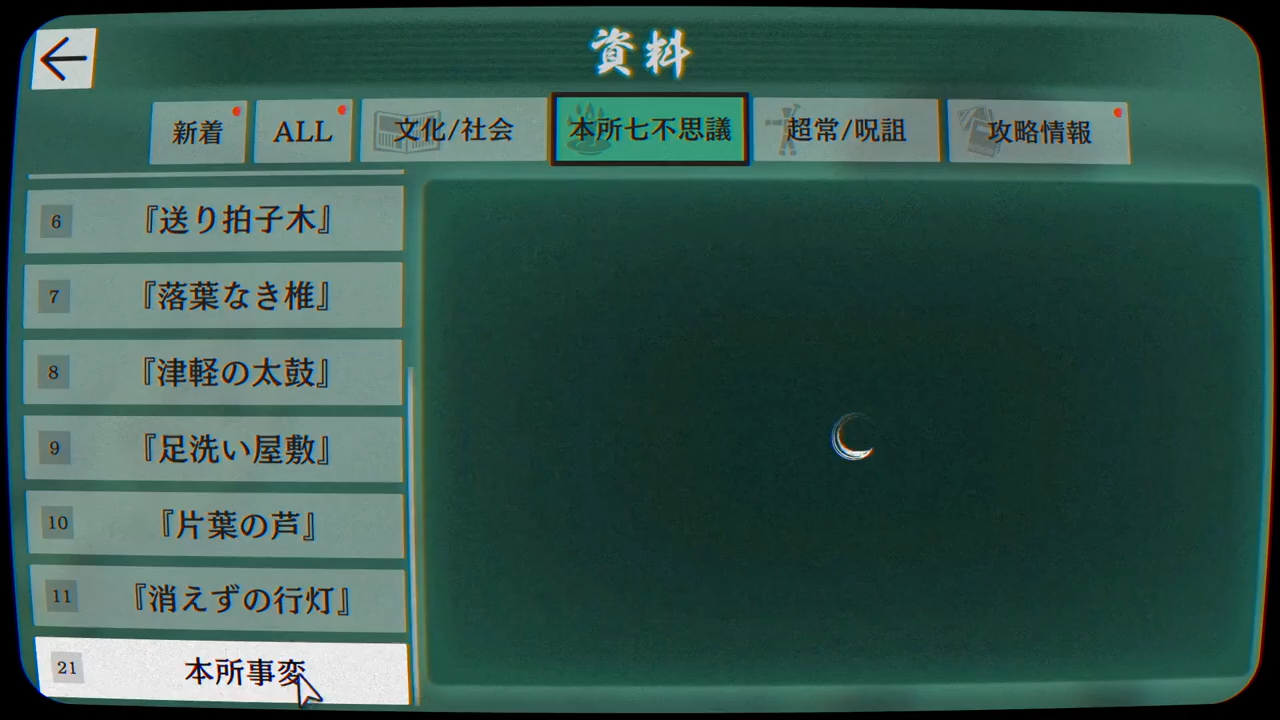 資料
新着
ALL
文化/社会
本所七不思議
超常/呪詛
攻略情報
6 『送り拍子木』
7 『落葉なき椎』
8 『津軽の太鼓』
9 『足洗い屋敷』
10 『片葉の芦』
11 『消えずの行灯』
21 本所事変